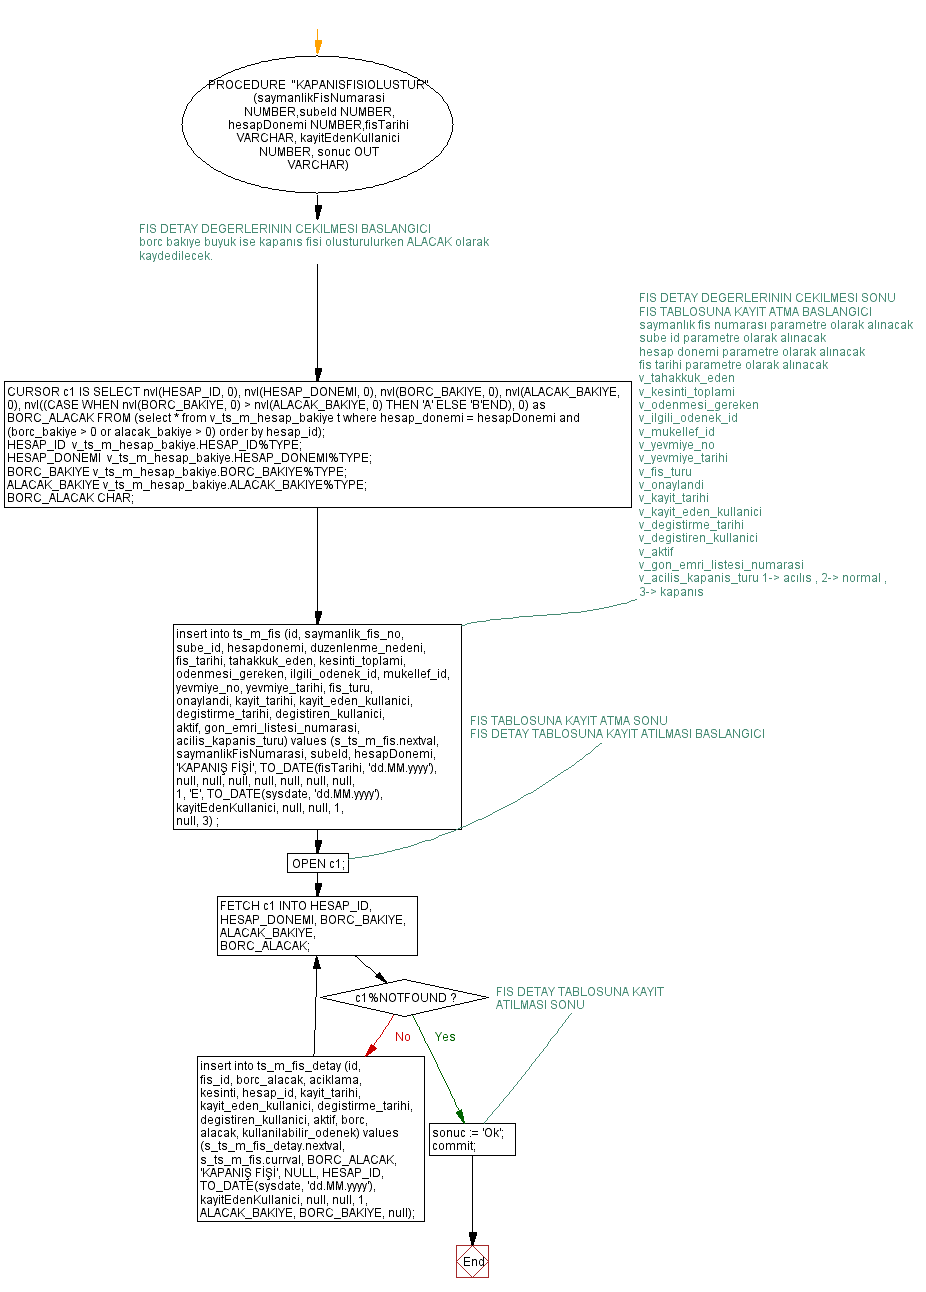 PROCEDURE "KAPANISFISIOLUSTUR"
(saymanlikFisNumarasi
NUMBER,subeId NUMBER,
hesapDonemi NUMBER,fisTarihi
VARCHAR, kayitEdenKullanici
NUMBER, sonuc OUT
VARCHAR)
FIS DETAY DEGERLERININ CEKILMESI BASLANGICI
borc bakıye buyuk ise kapanıs fisi olusturulurken ALACAK olarak
kaydedilecek.
FIS DETAY DEGERLERININ CEKILMESI SONU
FIS TABLOSUNA KAYIT ATMA BASLANGICI
saymanlık fis numarası parametre olarak alınacak
sube id parametre olarak alınacak
hesap donemi parametre olarak alınacak
fis tarihi parametre olarak alınacak
v_tahakkuk_eden
v_kesinti_toplami
v_odenmesi_gereken
v_ilgili_odenek_id
v_mukellef_id
v_yevmiye_no
v_yevmiye_tarihi
v_fis_turu
v_onaylandi
v_kayit_tarihi
v_kayit_eden_kullanici
v_degistirme_tarihi
v_degistiren_kullanici
v_aktif
v_gon_emri_listesi_numarasi
v_acilis_kapanis_turu 1-> acılıs , 2-> normal ,
3-> kapanıs
CURSOR c1 IS SELECT nvl(HESAP_ID, 0), nvl(HESAP_DONEMI, 0), nvl(BORC_BAKIYE, 0), nvl(ALACAK_BAKIYE,
0), nvl((CASE WHEN nvl(BORC_BAKIYE, 0) > nvl(ALACAK_BAKIYE, 0) THEN 'A' ELSE 'B'END), 0) as
BORC_ALACAK FROM (select * from v_ts_m_hesap_bakiye t where hesap_donemi = hesapDonemi and
(borc_bakiye > 0 or alacak_bakiye > 0) order by hesap_id);
HESAP_ID v_ts_m_hesap_bakiye.HESAP_ID%TYPE;
HESAP_DONEMI v_ts_m_hesap_bakiye.HESAP_DONEMI%TYPE;
BORC_BAKIYE v_ts_m_hesap_bakiye.BORC_BAKIYE%TYPE;
ALACAK_BAKIYE v_ts_m_hesap_bakiye.ALACAK_BAKIYE%TYPE;
BORC_ALACAK CHAR;
insert into ts_m_fis (id, saymanlik_fis_no,
sube_id, hesapdonemi, duzenlenme_nedeni,
fis_tarihi, tahakkuk_eden, kesinti_toplami,
odenmesi_gereken, ilgili_odenek_id, mukellef_id,
yevmiye_no, yevmiye_tarihi, fis_turu,
onaylandi, kayit_tarihi, kayit_eden_kullanici,
degistirme_tarihi, degistiren_kullanici,
aktif, gon_emri_listesi_numarasi,
acilis_kapanis_turu) values (s_ts_m_fis.nextval,
saymanlikFisNumarasi, subeId, hesapDonemi,
'KAPANIŞ FİŞİ', TO_DATE(fisTarihi, 'dd.MM.yyyy'),
null, null, null, null, null, null, null,
1, 'E', TO_DATE(sysdate, 'dd.MM.yyyy'),
kayitEdenKullanici, null, null, 1,
null, 3) ;
FIS TABLOSUNA KAYIT ATMA SONU
FIS DETAY TABLOSUNA KAYIT ATILMASI BASLANGICI
OPEN c1;
FETCH c1 INTO HESAP_ID,
HESAP_DONEMI, BORC_BAKIYE,
ALACAK_BAKIYE,
BORC_ALACAK;
c1%NOTFOUND ?
FIS DETAY TABLOSUNA KAYIT
ATILMASI SONU
No
Yes
insert into ts_m_fis_detay (id,
fis_id, borc_alacak, aciklama,
kesinti, hesap_id, kayit_tarihi,
kayit_eden_kullanici, degistirme_tarihi,
degistiren_kullanici, aktif, borc,
alacak, kullanilabilir_odenek) values
(s_ts_m_fis_detay.nextval,
s_ts_m_fis.currval, BORC_ALACAK,
'KAPANIŞ FİŞİ', NULL, HESAP_ID,
TO_DATE(sysdate, 'dd.MM.yyyy'),
kayitEdenKullanici, null, null, 1,
ALACAK_BAKIYE, BORC_BAKIYE, null);
sonuc := 'Ok';
commit;
End